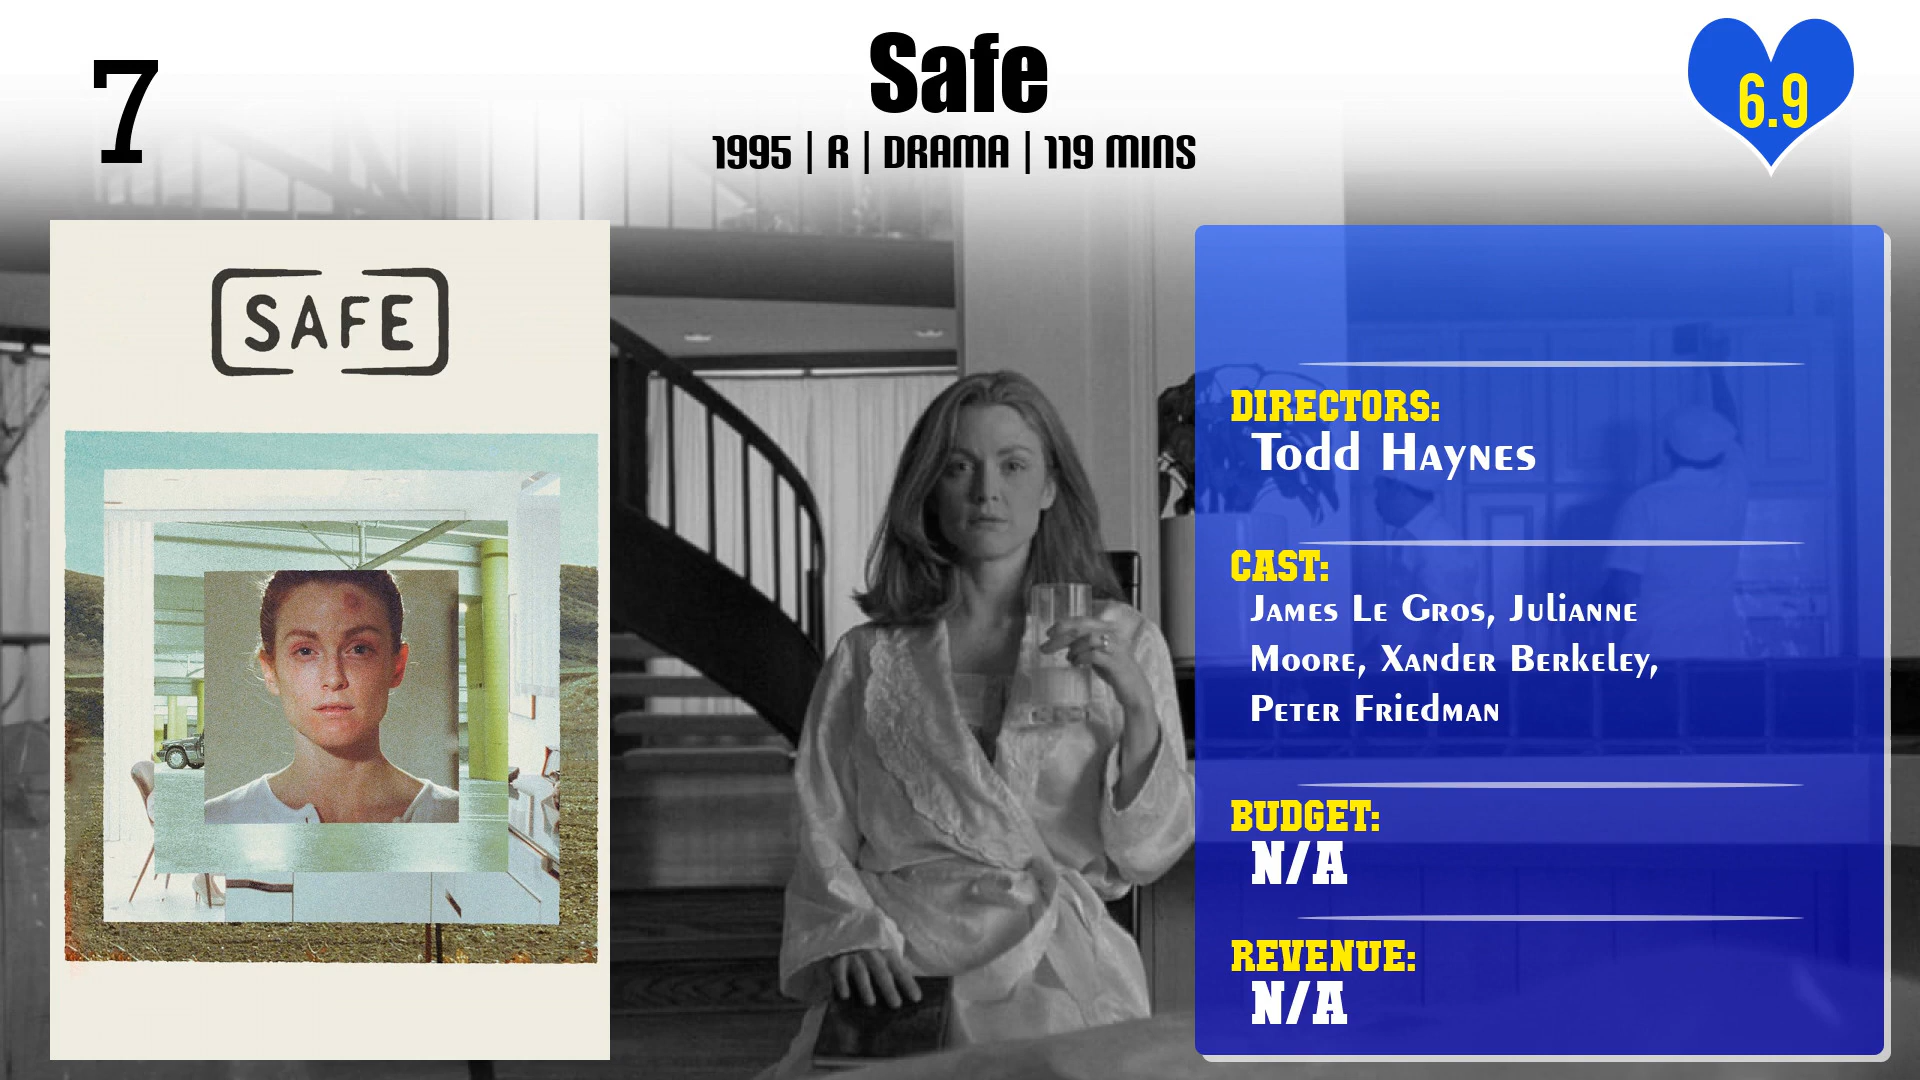 7
Safe
1995 | R | DRAMA | 119 MINS
6.9
SAFE
DIRECTORS:
Todd Haynes
CAST:
James Le Gros, Julianne
Moore, Xander Berkeley,
Peter Friedman
BUDGET:
N/A
REVENUE:
N/A